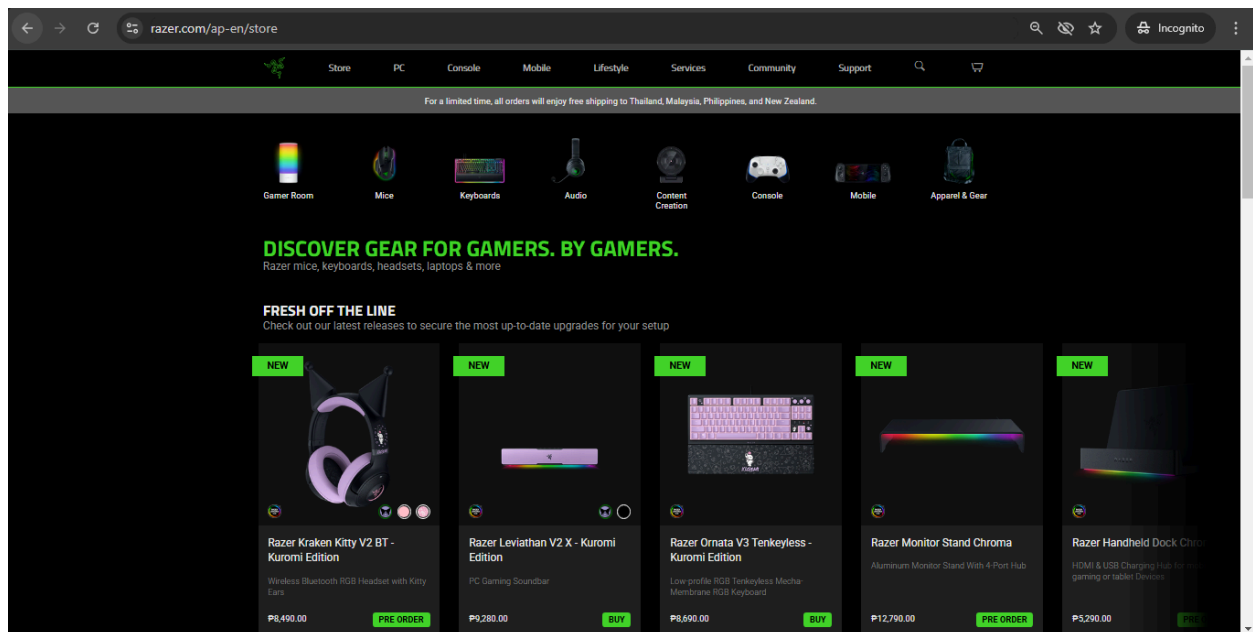 razer.com/ap-en/store
Incognito
Store PC Console Mobile Lifestyle Services Community Support
For a limited time, all orders will enjoy free shipping to Thailand, Malaysia, Philippines, and New Zealand.
Gamer Room
Mice
Keyboards
Audio
Content
Creation
Console
Mobile
Apparel & Gear
DISCOVER GEAR FOR GAMERS. BY GAMERS.
Razer mice, keyboards, headsets, laptops & more
FRESH OFF THE LINE
Check out our latest releases to secure the most up-to-date upgrades for your setup
NEW
Razer Kraken Kitty V2 BT -
Kuromi Edition
Wireless Bluetooth RGB Headset with Kitty
Ears
₱8,490.00
PRE ORDER
NEW
Razer Leviathan V2 X - Kuromi
Edition
PC Gaming Soundbar
₱9,280.00
BUY
NEW
Razer Ornata V3 Tenkeyless -
Kuromi Edition
Low-profile RGB Tenkeyless Mecha-
Membrane RGB Keyboard
₱8,690.00
BUY
NEW
Razer Monitor Stand Chroma
Aluminum Monitor Stand With 4-Port Hub
₱12,790.00
PRE ORDER
NEW
Razer Handheld Dock Chro
HDMI & USB Charging Hub for
gaming or tablet Devices
₱5,290.00
PRE